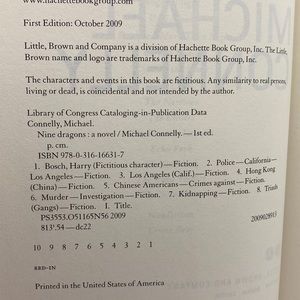 www.hachettebookgroup.com
First Edition: October 2009
Little, Brown and Company is a division of Hachette Book Group, Inc. The Little,
Brown name and logo are trademarks of Hachette Book Group, Inc.
The characters and events in this book are fictitious. Any similarity to real persons,
living or dead, is coincidental and not intended by the author.
Library of Congress Cataloging-in-Publication Data
Connelly, Michael.
Nine dragons : a novel / Michael Connelly. —1st ed.
p. cm.
ISBN 978-0-316-16631-7
1. Bosch, Harry (Fictitious character)—Fiction. 2. Police—California—
Los Angeles—Fiction. 3. Los Angeles (Calif.)—Fiction. 4. Hong Kong
(China)—Fiction. 5. Chinese Americans—Crimes against—Fiction.
6. Murder—Investigation—Fiction. 7. Kidnapping—Fiction. 8. Triads
(Gangs)—Fiction. I. Title.
PS3553.O51165N56 2009
813'.54—dc22 2009028913
10 9 8 7 6 5 4 3 2 1
RRD-IN
Printed in the United States of America